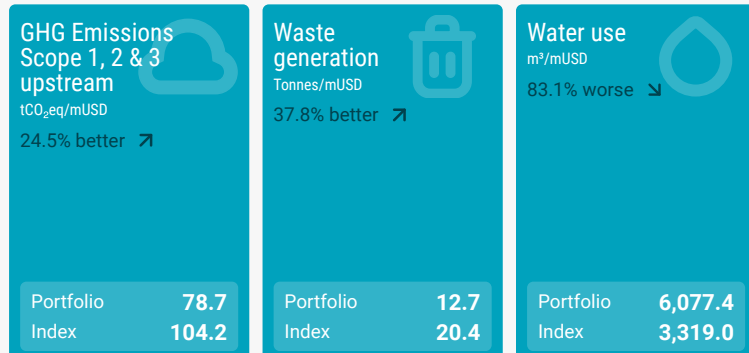 GHG Emissions
Scope 1, 2 & 3
upstream
tCO₂eq/mUSD
24.5% better
Portfolio 78.7
Index 104.2
Waste
generation
Tonnes/mUSD
37.8% better
Portfolio 12.7
Index 20.4
Water use
m³/mUSD
83.1% worse
Portfolio 6,077.4
Index 3,319.0